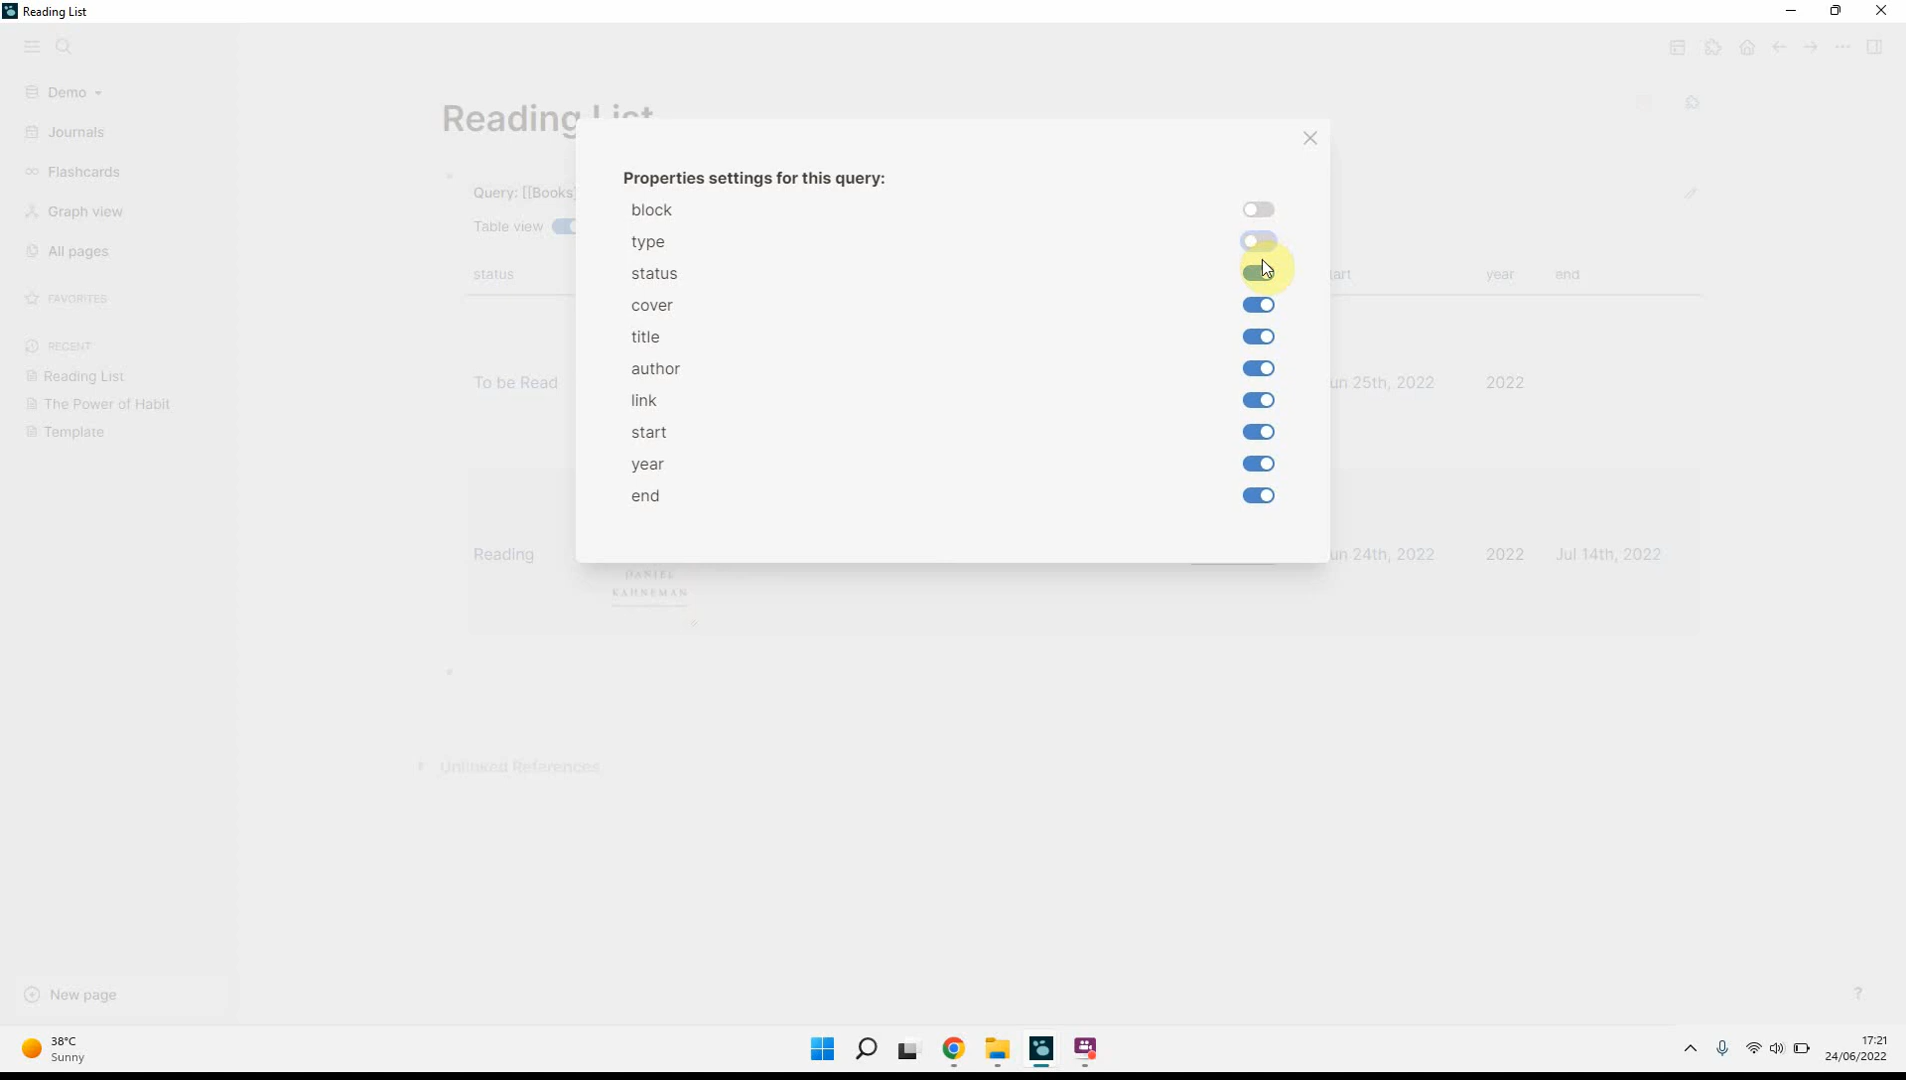 Reading List
Demo
Journals
Flashcards
Graph view
All pages
FAVORITES
RECENT
Reading List
The Power of Habit
Template
New page
Reading List
Query: [[Books
Table view
status
year
end
To be Read
un 25th, 2022
2022
Reading
un 24th, 2022
2022
Jul 14th, 2022
DANIEL
KAHNEMAN
Unlinked References
Properties settings for this query:
block
type
status
cover
title
author
link
start
year
end
?
38°C
Sunny
17:21
24/06/2022